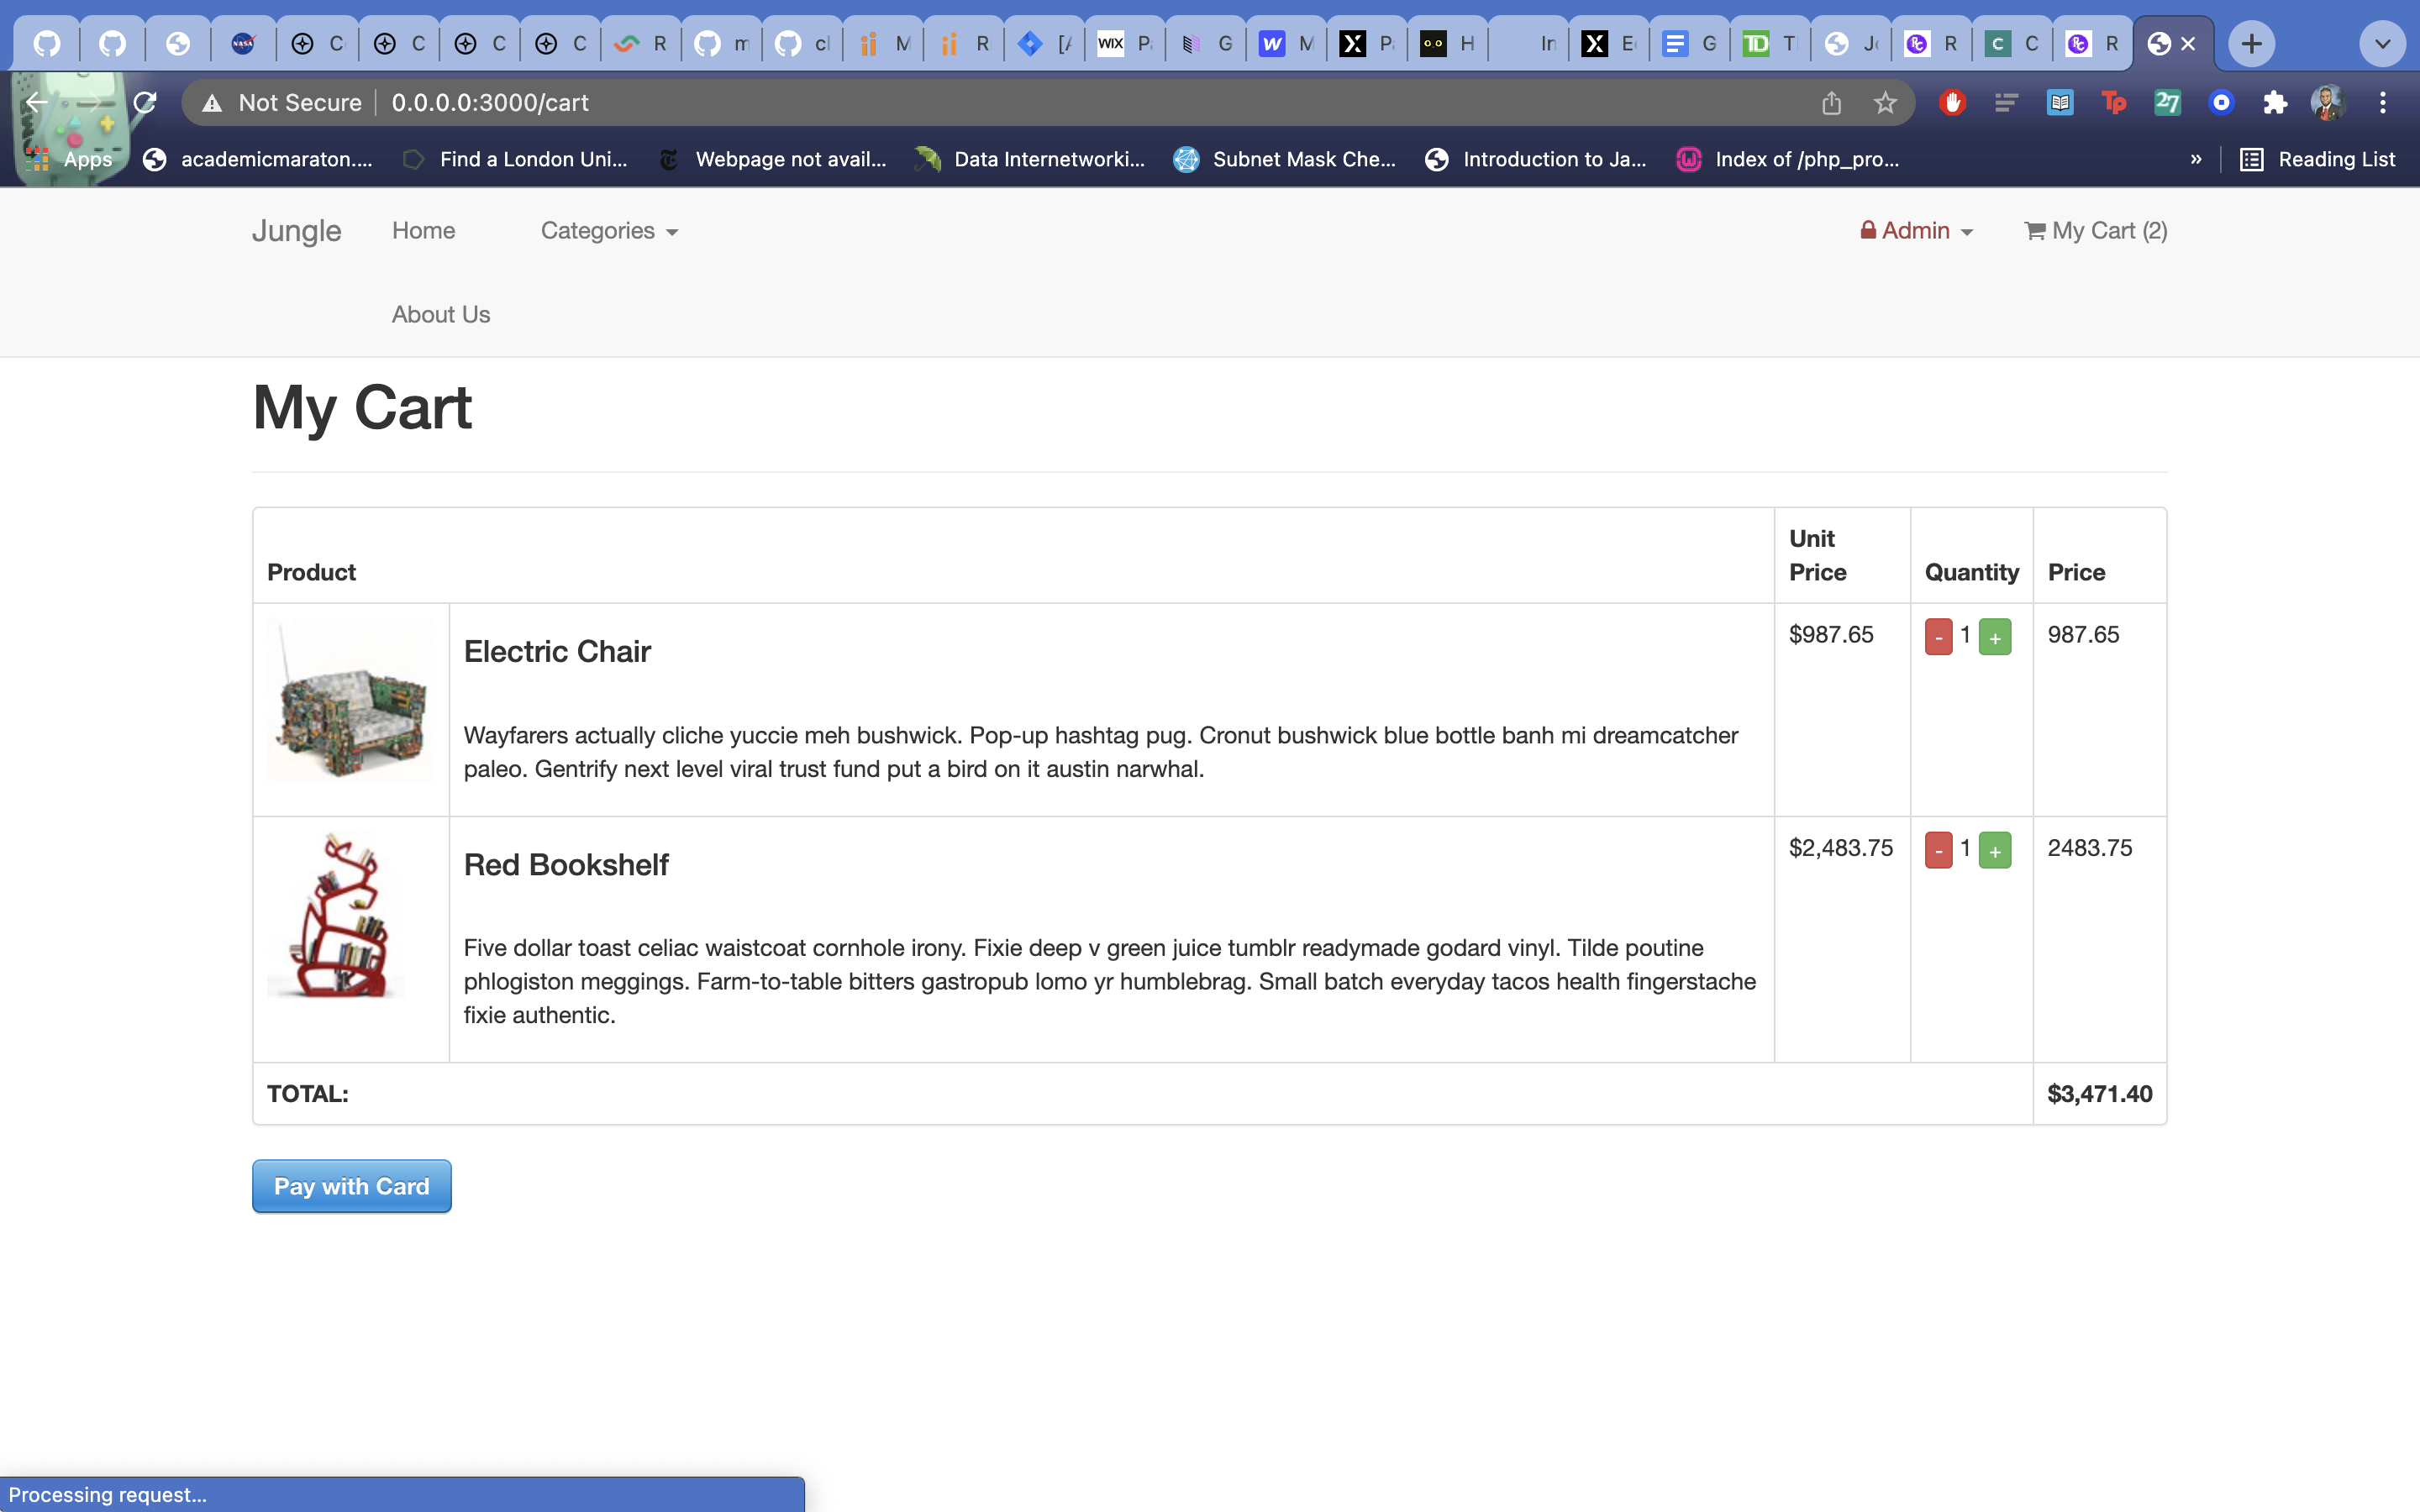 C C C C R m cl M R [A WIX P G W M X P H In X E G TD T J R C C R
Not Secure 0.0.0.0:3000/cart
Tp 27
Apps academicmaraton.... Find a London Uni... Webpage not avail... Data Internetworki... Subnet Mask Che... Introduction to Ja... Index of /php_pro... » Reading List
Jungle Home Categories Admin My Cart (2)
About Us
My Cart
Product Unit Price Quantity Price
Electric Chair $987.65 - 1 + 987.65
Wayfarers actually cliche yuccie meh bushwick. Pop-up hashtag pug. Cronut bushwick blue bottle banh mi dreamcatcher
paleo. Gentrify next level viral trust fund put a bird on it austin narwhal.
Red Bookshelf $2,483.75 - 1 + 2483.75
Five dollar toast celiac waistcoat cornhole irony. Fixie deep v green juice tumblr readymade godard vinyl. Tilde poutine
phlogiston meggings. Farm-to-table bitters gastropub lomo yr humblebrag. Small batch everyday tacos health fingerstache
fixie authentic.
TOTAL: $3,471.40
Pay with Card
Processing request...